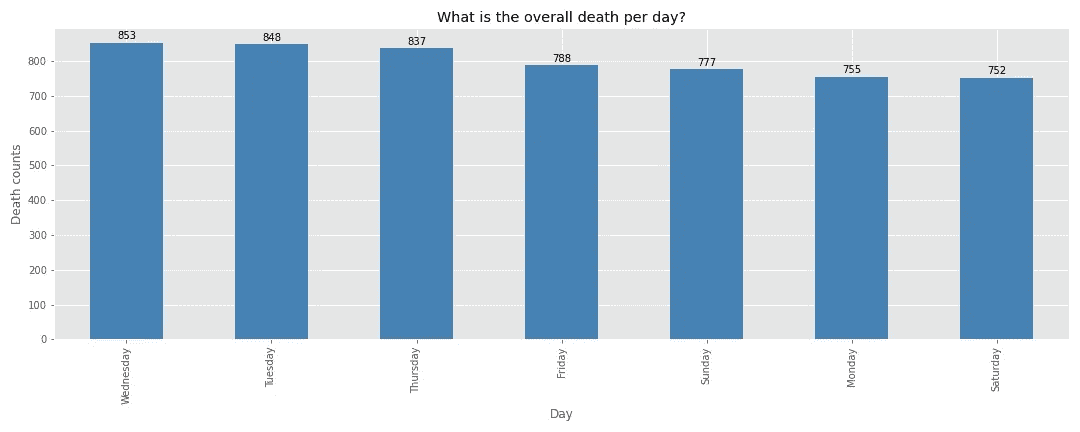 What is the overall death per day?
853
848
837
788
777
755
752
800
700
600
500
400
300
200
100
0
Death counts
Wednesday
Tuesday
Thursday
Friday
Sunday
Monday
Saturday
Day